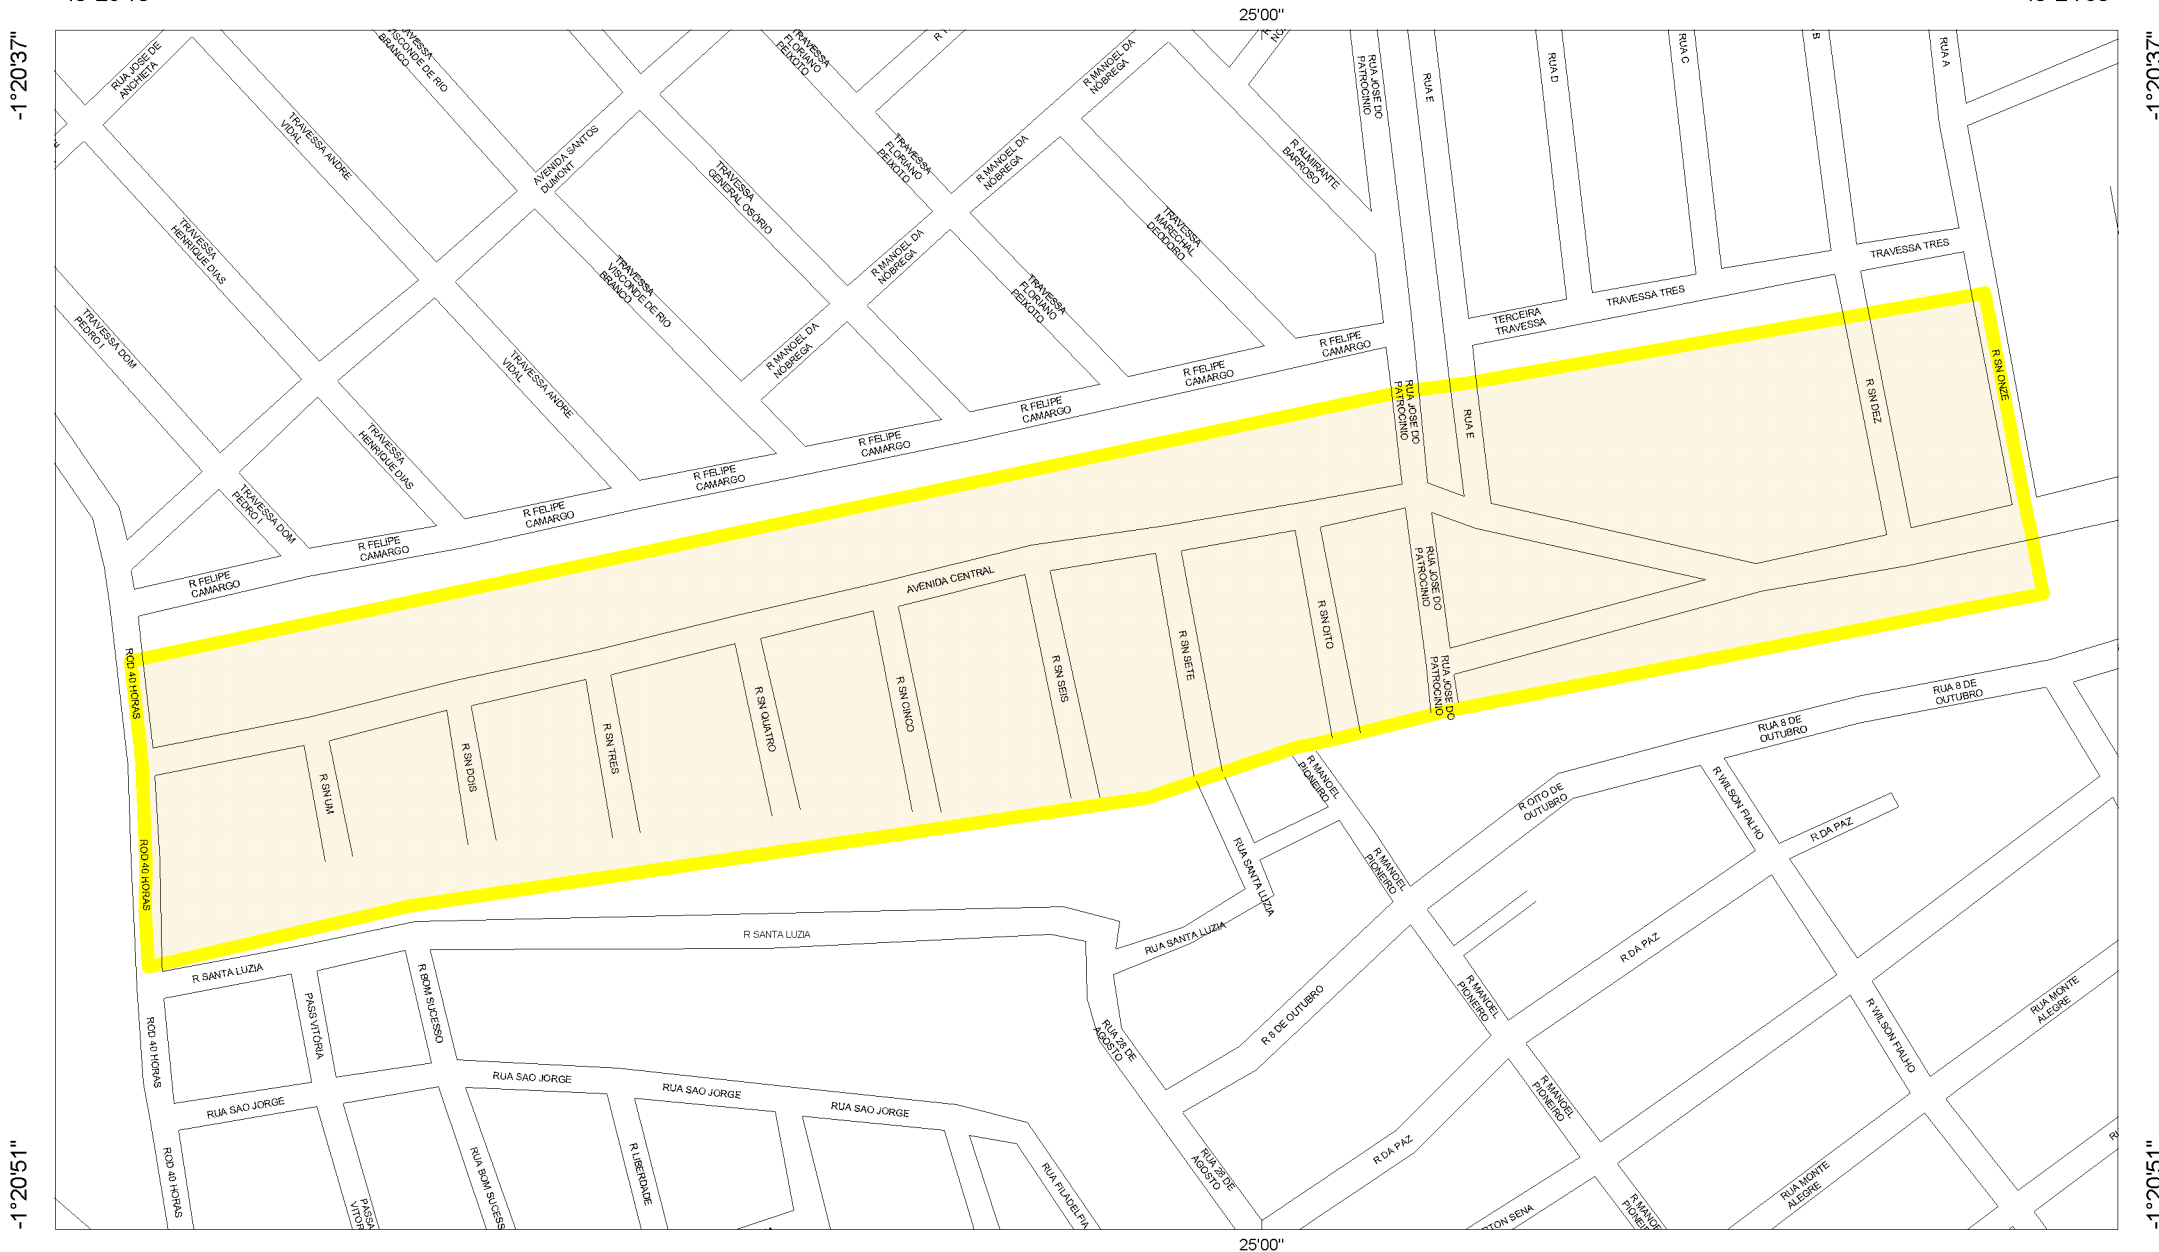 25'00"
-1°20'37"
-1°20'37"
RUA JOSE DE
ANCHIETA
TRAVESSA
VISCONDE DE RIO
BRANCO
TRAVESSA
FLORIANO
PEIXOTO
R MANOEL DA
NÓBREGA
RUA JOSE DO
PATROCINIO
RUA E
RUA D
RUA C
B
RUA A
TRAVESSA ANDRE
VIDAL
AVENIDA SANTOS
DUMONT
TRAVESSA
GENERAL OSÓRIO
TRAVESSA
FLORIANO
PEIXOTO
R MANOEL DA
NÓBREGA
R ALMIRANTE
BARROSO
TRAVESSA
HENRIQUE DIAS
TRAVESSA
VISCONDE DE RIO
BRANCO
R MANOEL DA
NÓBREGA
TRAVESSA
MARECHAL
DEODORO
TRAVESSA TRES
TRAVESSA DOM
PEDRO I
TRAVESSA ANDRE
VIDAL
R MANOEL DA
NÓBREGA
TRAVESSA
FLORIANO
PEIXOTO
TRAVESSA TRES
TERCEIRA
TRAVESSA
R FELIPE
CAMARGO
R FELIPE
CAMARGO
R FELIPE
CAMARGO
R FELIPE
CAMARGO
R FELIPE
CAMARGO
R FELIPE
CAMARGO
R FELIPE
CAMARGO
R FELIPE
CAMARGO
TRAVESSA
HENRIQUE DIAS
TRAVESSA DOM
PEDRO I
RUA JOSE DO
PATROCINIO
RUA E
R SN DEZ
R SN ONZE
AVENIDA CENTRAL
RUA JOSE DO
PATROCINIO
RUA JOSE DO
PATROCINIO
ROD 40 HORAS
ROD 40 HORAS
R SN UM
R SN DOIS
R SN TRES
R SN QUATRO
R SN CINCO
R SN SEIS
R SN SETE
R SN OITO
RUA 8 DE
OUTUBRO
RUA 8 DE
OUTUBRO
R MANOEL
PIONEIRO
R OITO DE
OUTUBRO
R WILSON FIALHO
R DA PAZ
RUA SANTA LUZIA
R MANOEL
PIONEIRO
R SANTA LUZIA
RUA SANTA LUZIA
R DA PAZ
R SANTA LUZIA
PASS VITÓRIA
R BOM SUCESSO
ROD 40 HORAS
RUA 28 DE
AGOSTO
R 8 DE OUTUBRO
R MANOEL
PIONEIRO
R WILSON FIALHO
RUA MONTE
ALEGRE
RUA SAO JORGE
RUA SAO JORGE
RUA SAO JORGE
RUA SAO JORGE
R MANOEL
PIONEIRO
ROD 40 HORAS
PASSA
VITOR
RUA BOM SUCESS
R LIBERDADE
RUA FILADELFIA
RUA 28 DE
AGOSTO
R DA PAZ
TON SENA
R MANOE
PIONEIR
RUA MONTE
ALEGRE
-1°20'51"
-1°20'51"
25'00"